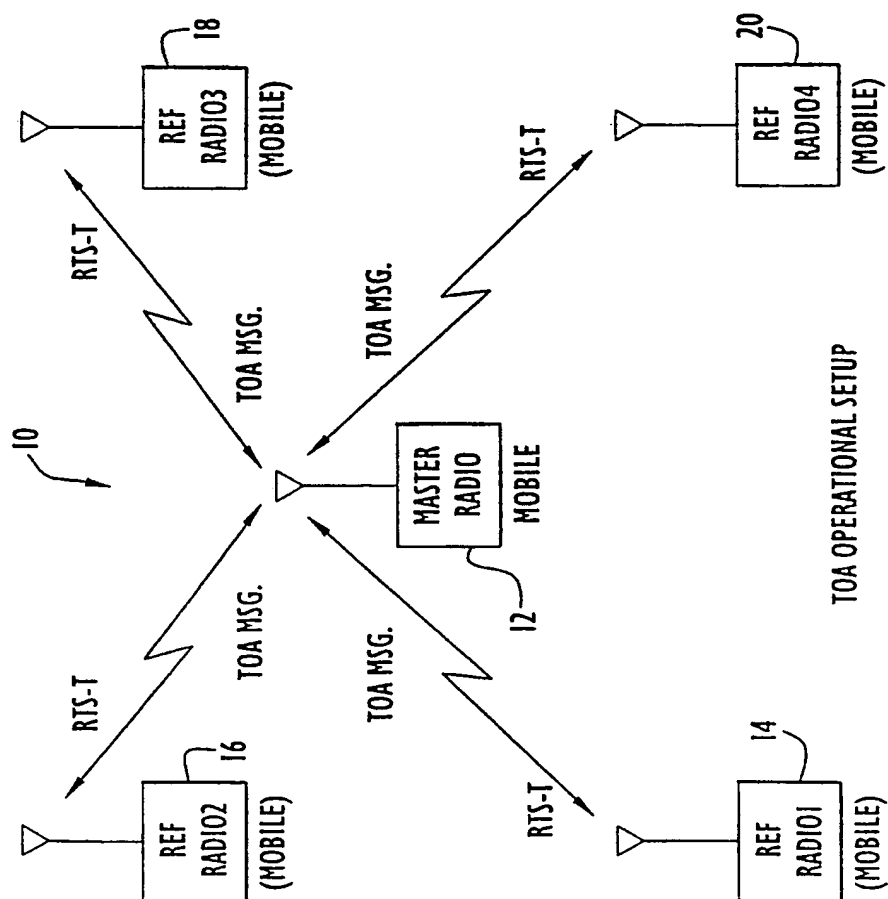 10
REF
RADIO2
(MOBILE)
16
REF
RADIO3
(MOBILE)
18
RTS-T
TOA MSG.
RTS-T
TOA MSG.
MASTER
RADIO
MOBILE
12
TOA MSG.
RTS-T
TOA MSG.
RTS-T
REF
RADIO1
(MOBILE)
14
REF
RADIO4
(MOBILE)
20
TOA OPERATIONAL SETUP